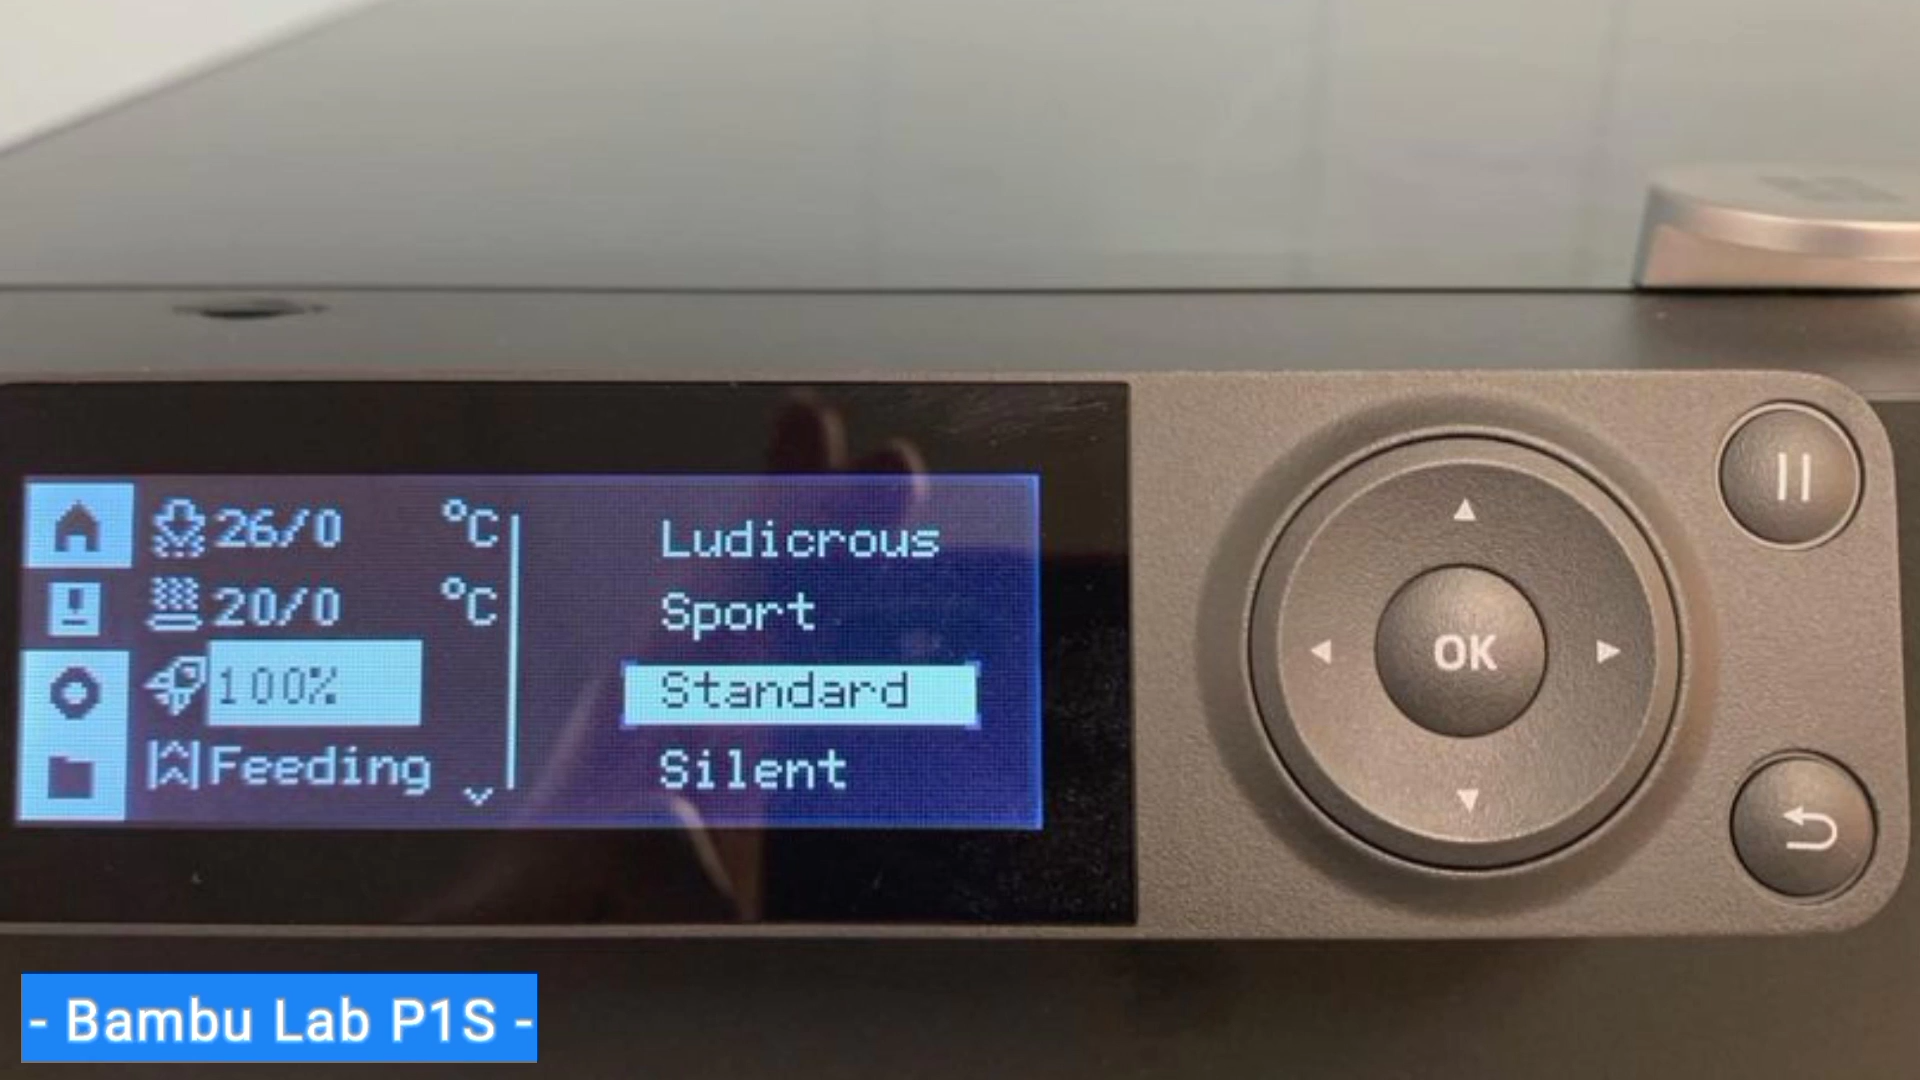 26/0 °C
20/0 °C
100%
Feeding
Ludicrous
Sport
Standard
Silent
OK
- Bambu Lab P1S -